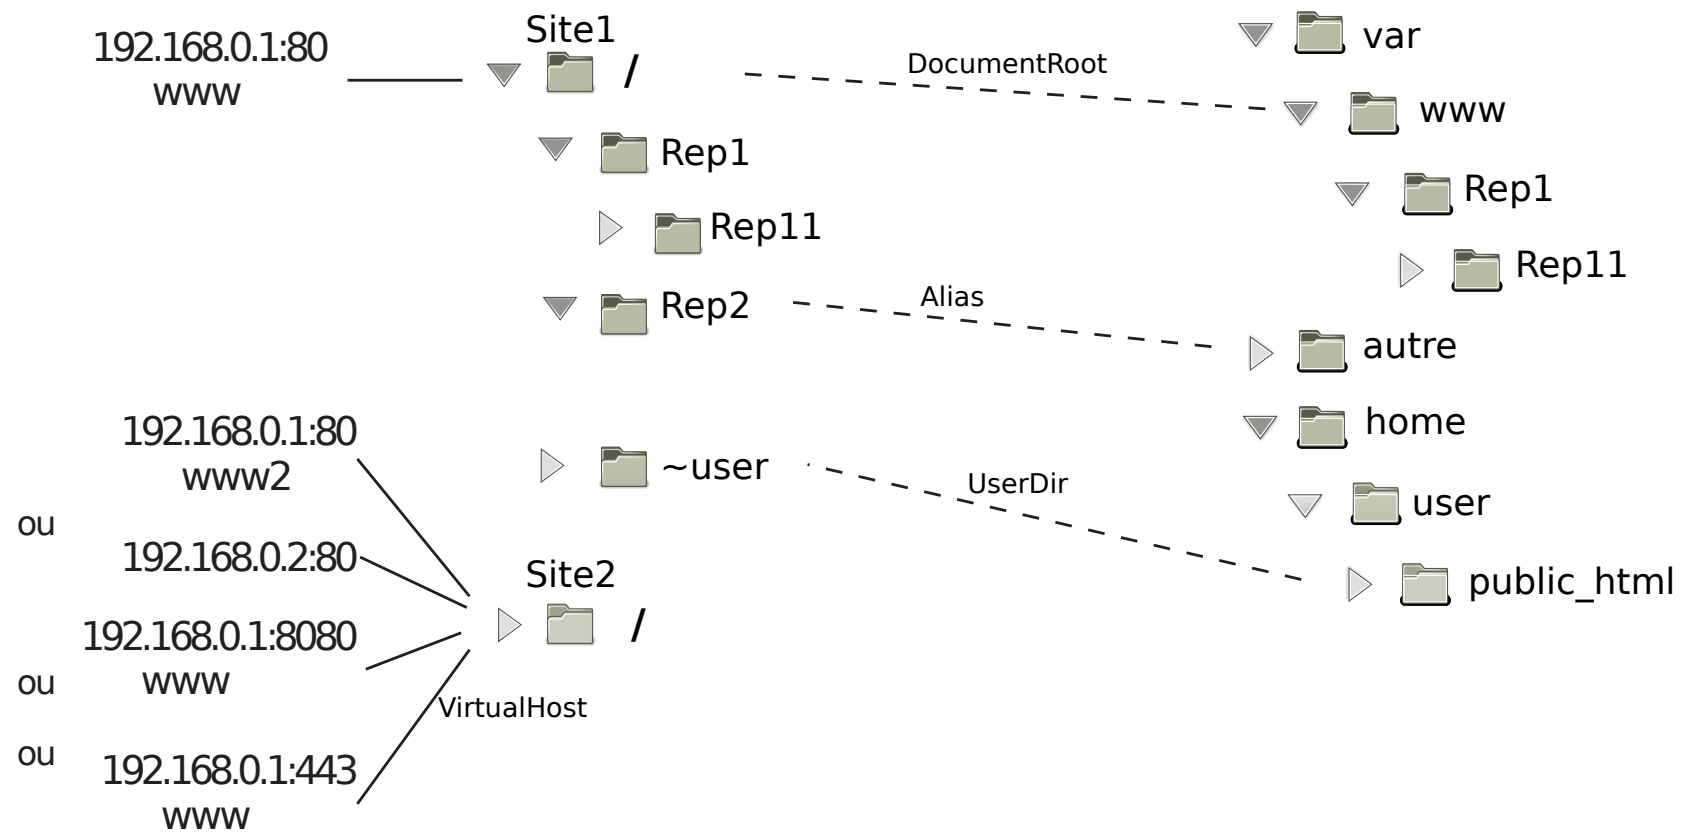 192.168.0.1:80
www
Site1
/
Rep1
Rep11
Rep2
~user
DocumentRoot
Alias
UserDir
var
www
Rep1
Rep11
autre
home
user
public_html
192.168.0.1:80
www2
ou
192.168.0.2:80
192.168.0.1:8080
ou
www
ou
192.168.0.1:443
www
Site2
/
VirtualHost